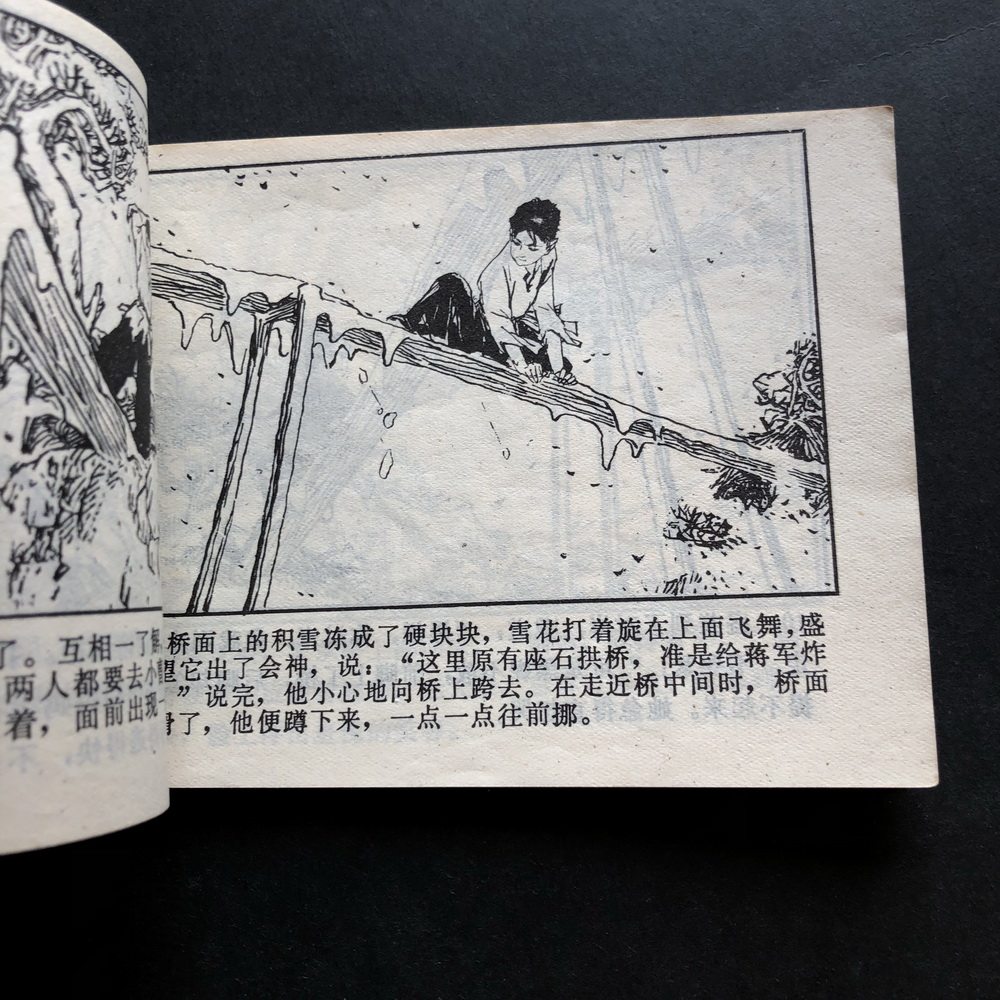 了。互相一了
两人都要去小
着，面前出现一
桥面上的积雪冻成了硬块块，雪花打着旋在上面飞舞，盛
它出了会神，说：“这里原有座石拱桥，准是给蒋军炸
”说完，他小心地向桥上跨去。在走近桥中间时，桥面
滑了，他便蹲下来，一点一点往前挪。